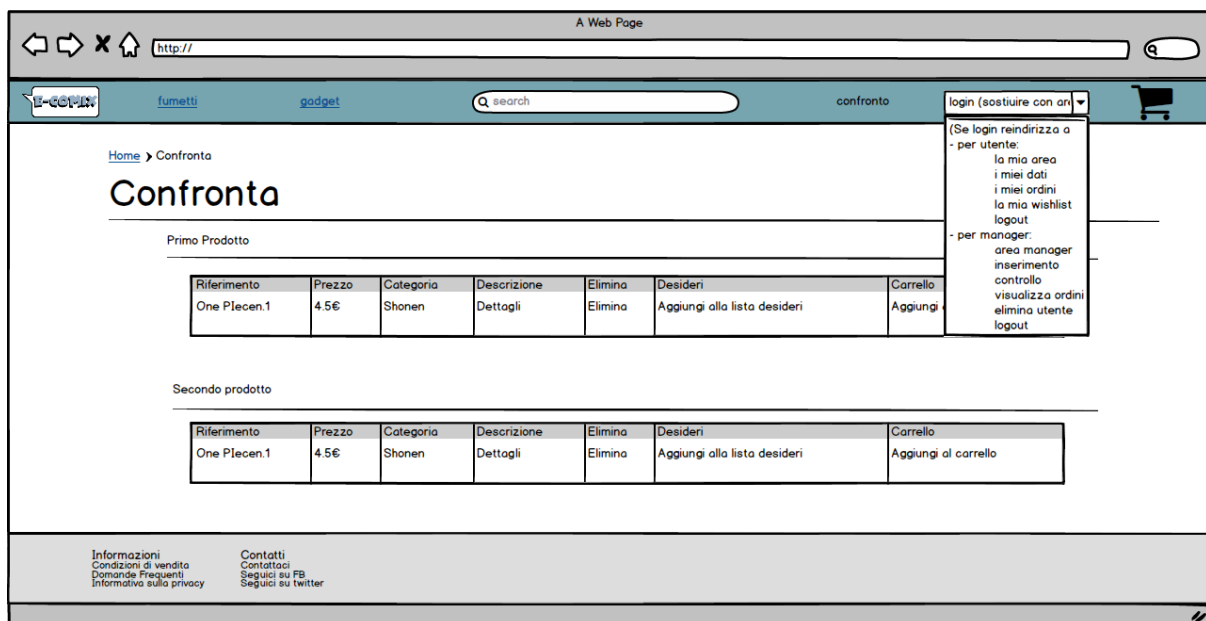 A Web Page
http://
E-COMIX
fumetti
gadget
search
confronto
login (sostiuire con are
(Se login reindirizza a
- per utente:
la mia area
i miei dati
i miei ordini
la mia wishlist
logout
- per manager:
area manager
inserimento
controllo
visualizza ordini
elimina utente
logout
Home > Confronta
Confronta
Primo Prodotto
Riferimento Prezzo Categoria Descrizione Elimina Desideri Carrello
One PIecen.1 4.5€ Shonen Dettagli Elimina Aggiungi alla lista desideri Aggiungi
Secondo prodotto
Riferimento Prezzo Categoria Descrizione Elimina Desideri Carrello
One PIecen.1 4.5€ Shonen Dettagli Elimina Aggiungi alla lista desideri Aggiungi al carrello
Informazioni
Condizioni di vendita
Domande Frequenti
Informativa sulla privacy
Contatti
Contattaci
Seguici su FB
Seguici su twitter